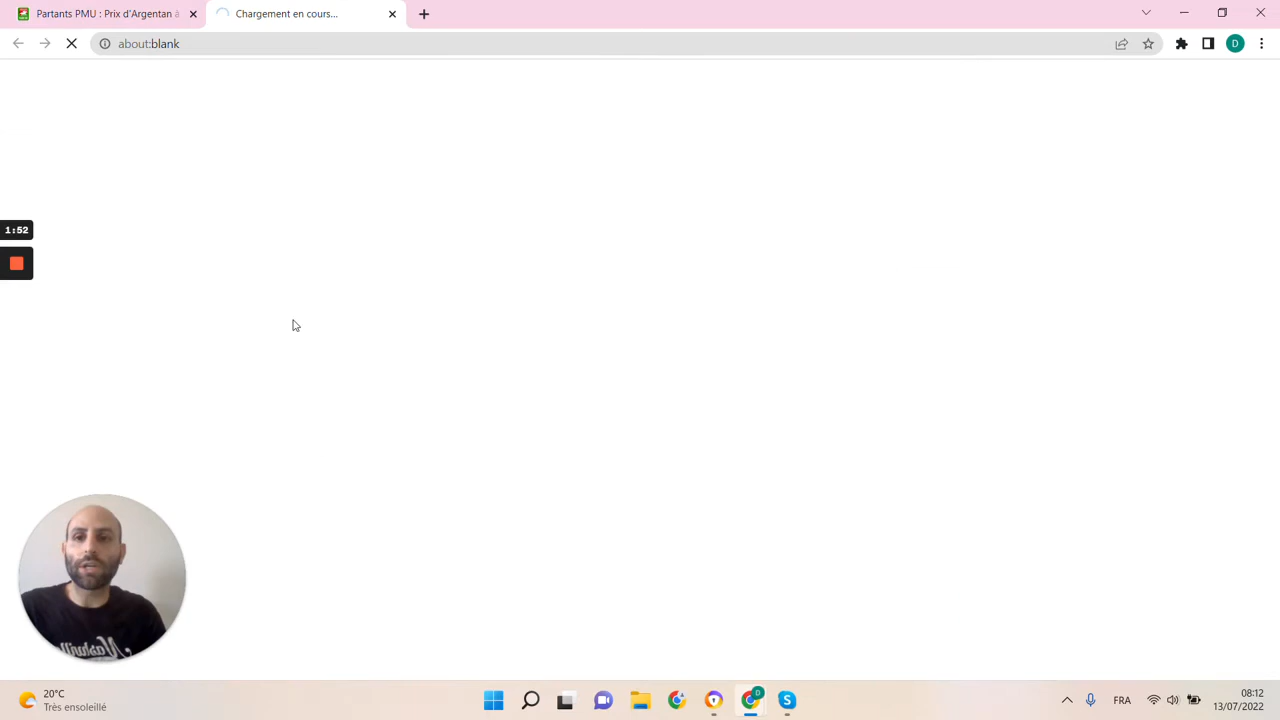 Partants PMU : Prix d'Argentan à
Chargement en cours...
about:blank
D
1:52
Nashvill
20°C
Très ensoleillé
D
S
FRA
08:12
13/07/2022